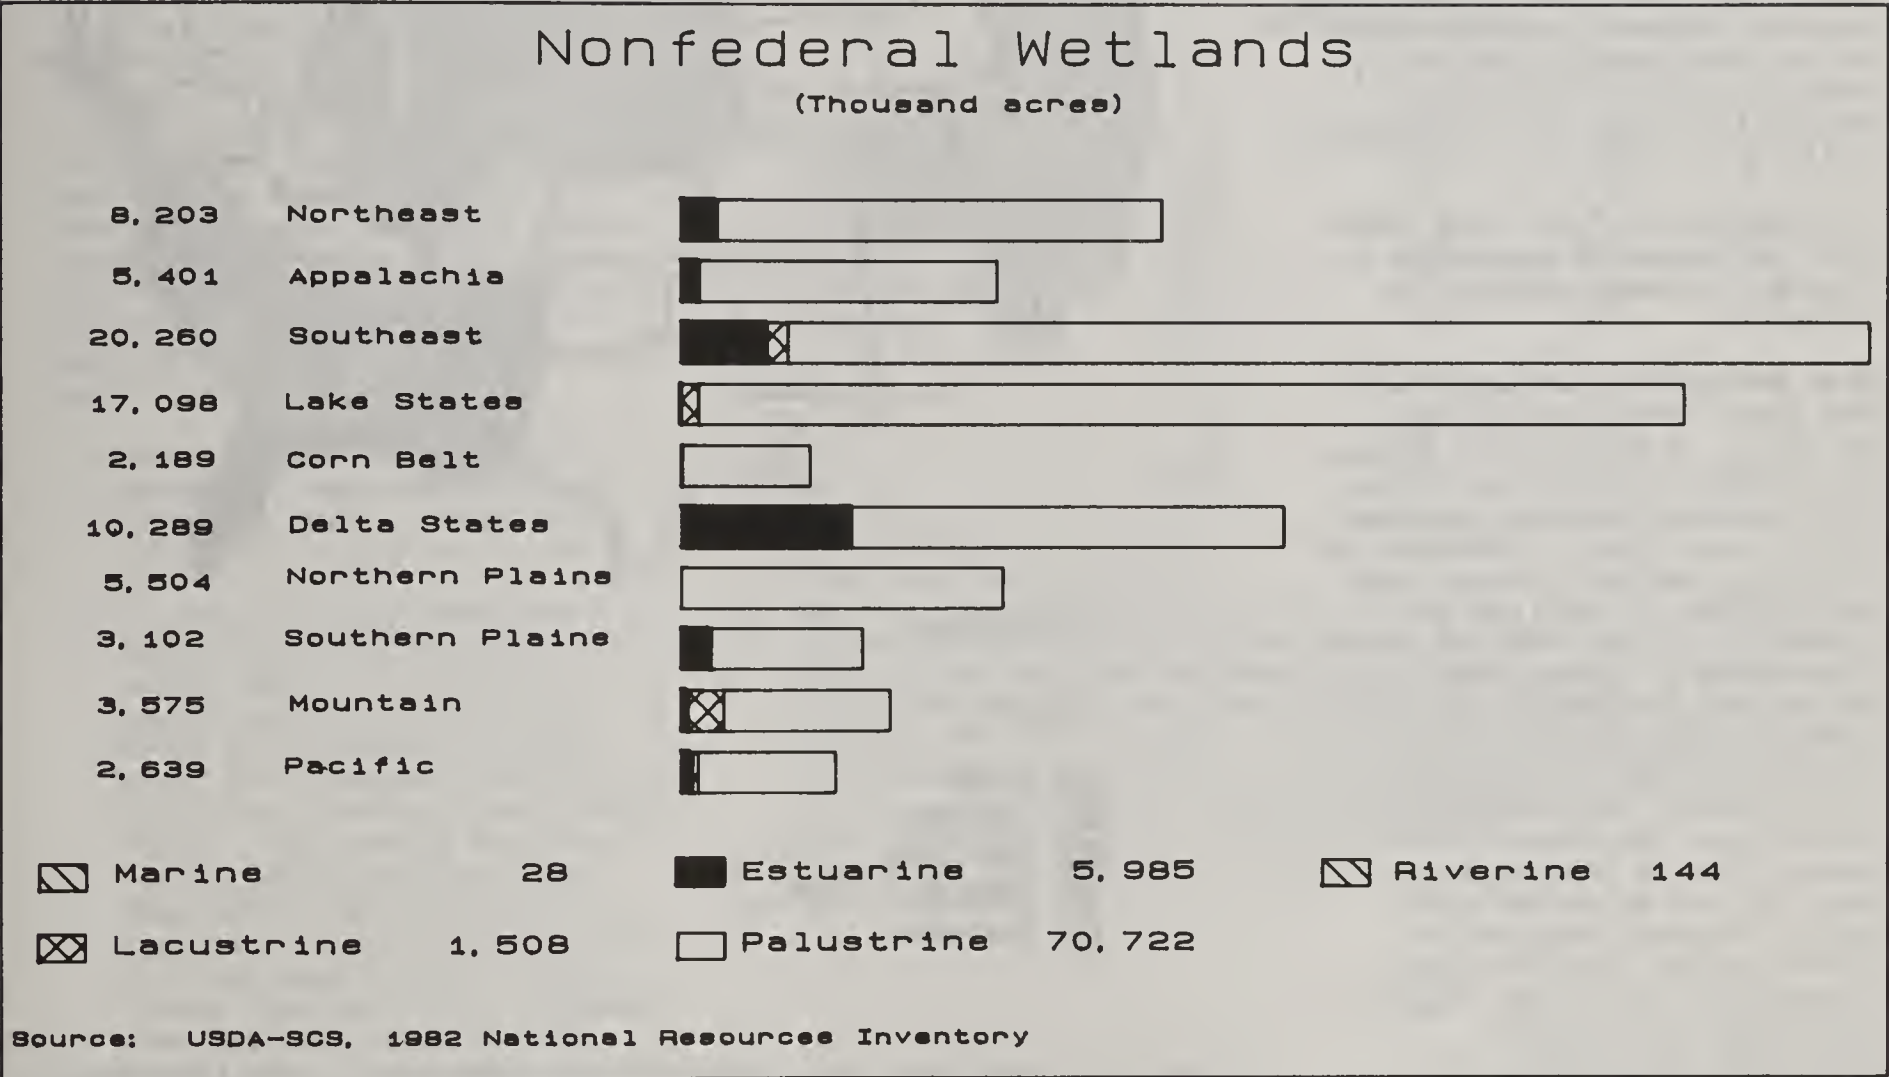 Nonfederal Wetlands
(Thousand acres)
8,203 Northeast
5,401 Appalachia
20,260 Southeast
17,098 Lake States
2,189 Corn Belt
10,289 Delta States
5,504 Northern Plains
3,102 Southern Plains
3,575 Mountain
2,639 Pacific
Marine 28 Estuarine 5,985 Riverine 144
Lacustrine 1,508 Palustrine 70,722
Source: USDA-SCS, 1982 National Resources Inventory